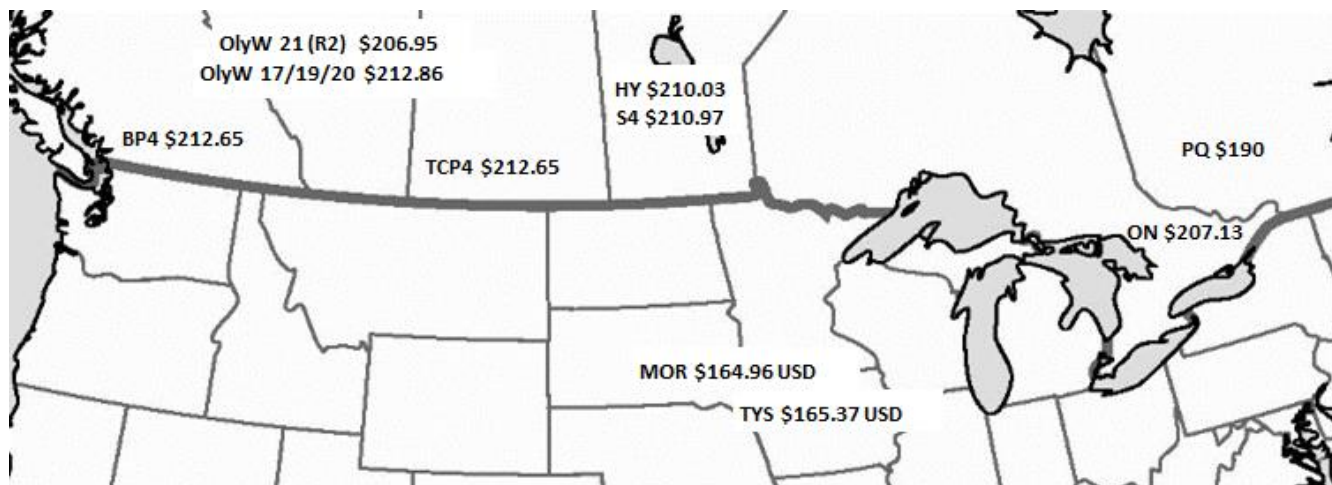 OlyW 21 (R2) $206.95
OlyW 17/19/20 $212.86
HY $210.03
S4 $210.97
BP4 $212.65
TCP4 $212.65
PQ $190
ON $207.13
MOR $164.96 USD
TYS $165.37 USD